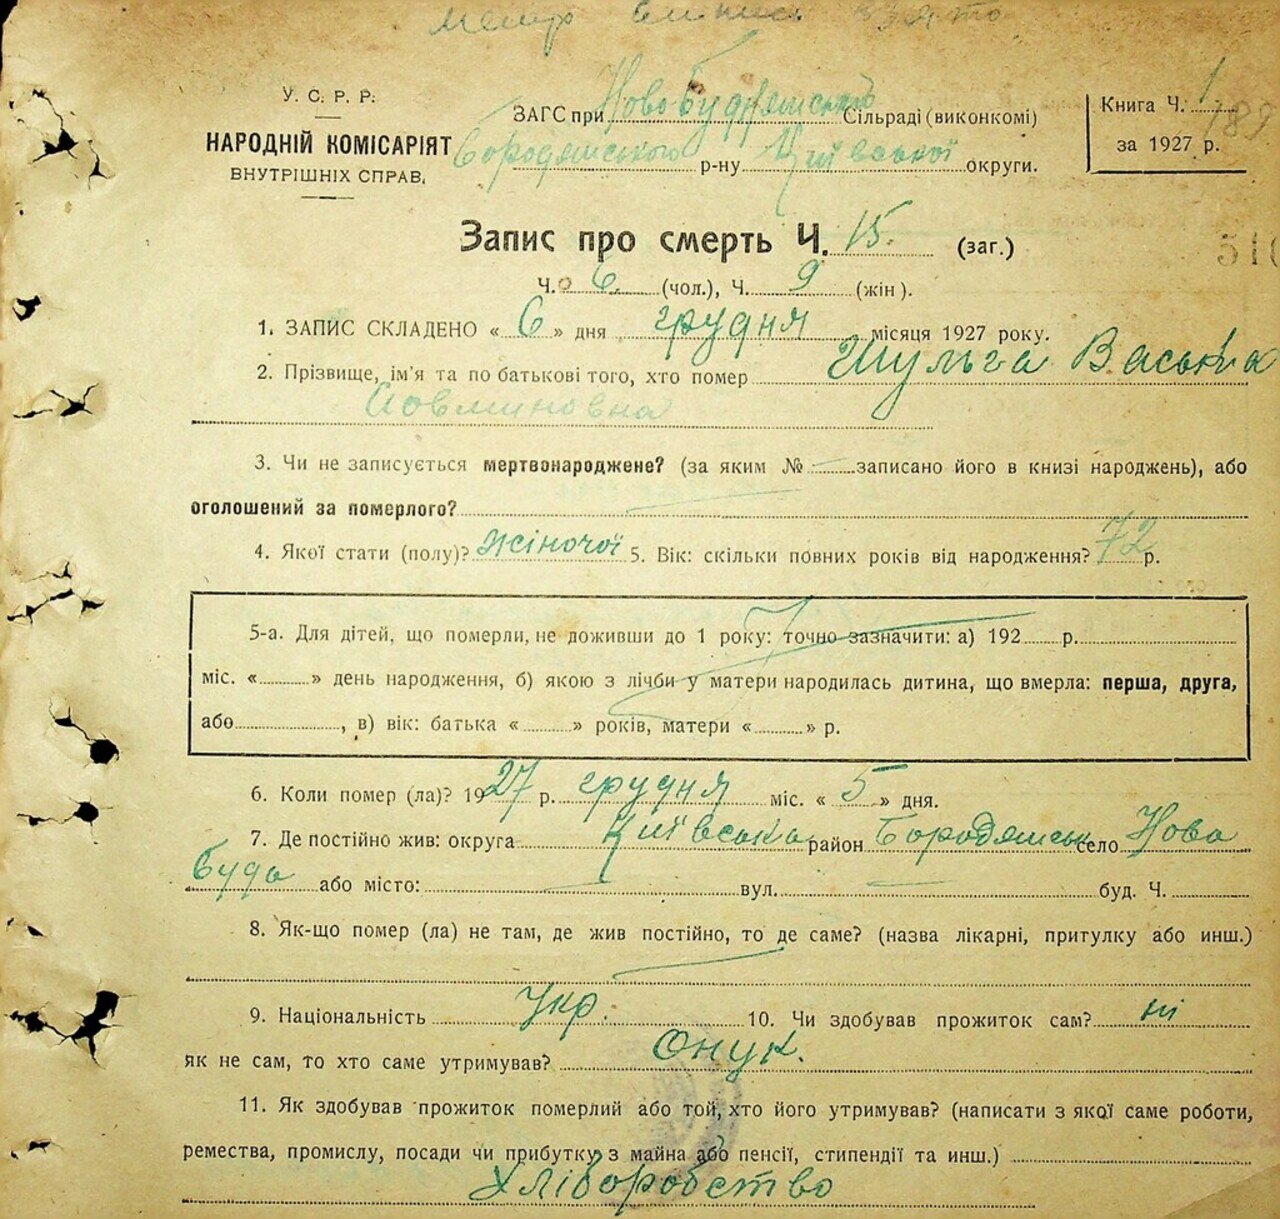 Метр виписъ взято
У. С. Р. Р.
НАРОДНІЙ КОМІСАРІЯТ
ВНУТРІШНІХ СПРАВ.
ЗАГС при Ново Будянській Сільраді (виконкомі)
Бородянського р-ну Київської округи.
Книга Ч. 1
189
за 1927 р.
Запис про смерть Ч. 15. (заг.)
510
Ч. 6 (чол.), Ч. 9 (жін).
1. ЗАПИС СКЛАДЕНО « 6 » дня грудня місяця 1927 року.
2. Прізвище, ім'я та по батькові того, хто помер Шульга Васька
3. Чи не записується мертвонароджене? (за яким № записано його в книзі народжень), або
оголошений за померлого?
4. Якої стати (полу)? жіночої 5. Вік: скільки повних років від народження? 72 р.
5-а. Для дітей, що померли, не доживши до 1 року: точно зазначити: а) 192 р.
міс. « » день народження, б) якою з лічби у матери народилась дитина, що вмерла: перша, друга,
або , в) вік: батька « » років, матери « » р.
6. Коли помер (ла)? 1927 р. грудня міс. « 5 » дня.
7. Де постійно жив: округа Київська район Бородянськ село Нова
Буда або місто: вул. буд. Ч.
8. Як-що помер (ла) не там, де жив постійно, то де саме? (назва лікарні, притулку або инш.)
9. Національність Укр. 10. Чи здобував прожиток сам? ні
як не сам, то хто саме утримував? Онук.
11. Як здобував прожиток померлий або той, хто його утримував? (написати з якої саме роботи,
ремества, промислу, посади чи прибутку з майна або пенсії, стипендії та инш.)
Хліборобство